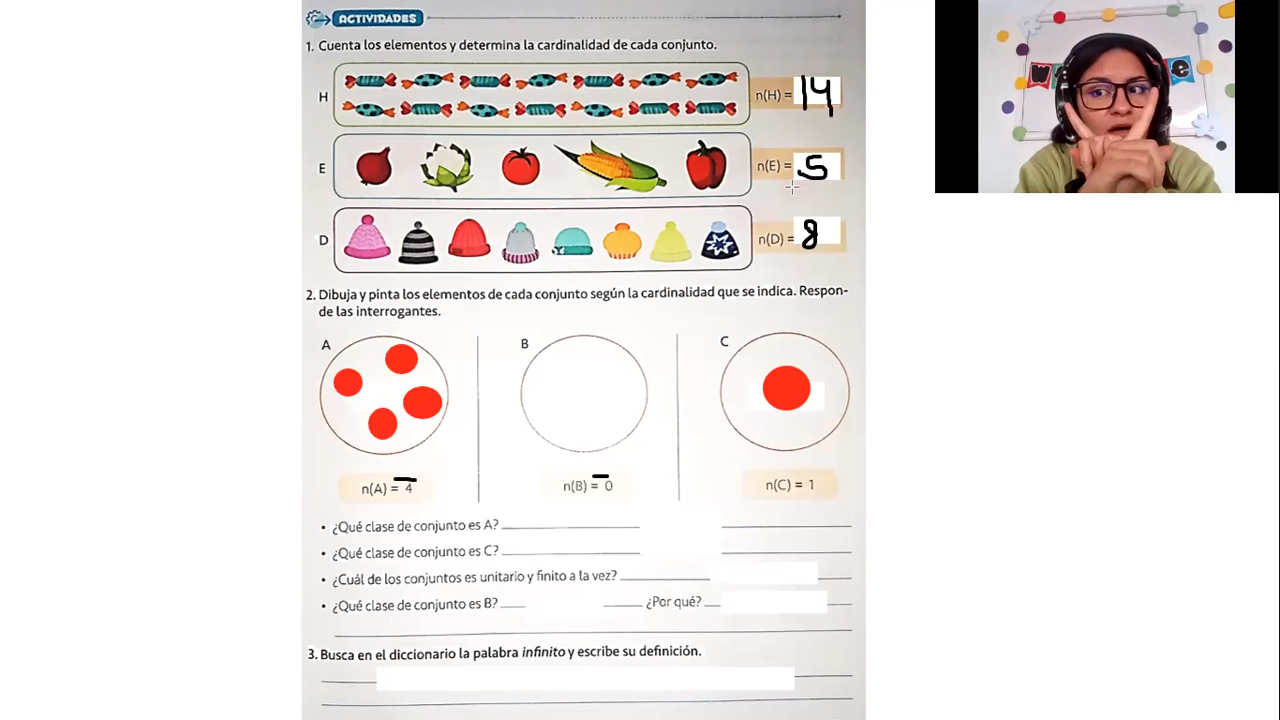 ACTIVIDADES
1. Cuenta los elementos y determina la cardinalidad de cada conjunto.
H
n(H) = 14
E
n(E) = 5
D
n(D) = 8
2. Dibuja y pinta los elementos de cada conjunto según la cardinalidad que se indica. Respon-
de las interrogantes.
A
B
C
n(A) = 4
n(B) = 0
n(C) = 1
• ¿Qué clase de conjunto es A?
• ¿Qué clase de conjunto es C?
• ¿Cuál de los conjuntos es unitario y finito a la vez?
• ¿Qué clase de conjunto es B? ¿Por qué?
3. Busca en el diccionario la palabra infinito y escribe su definición.